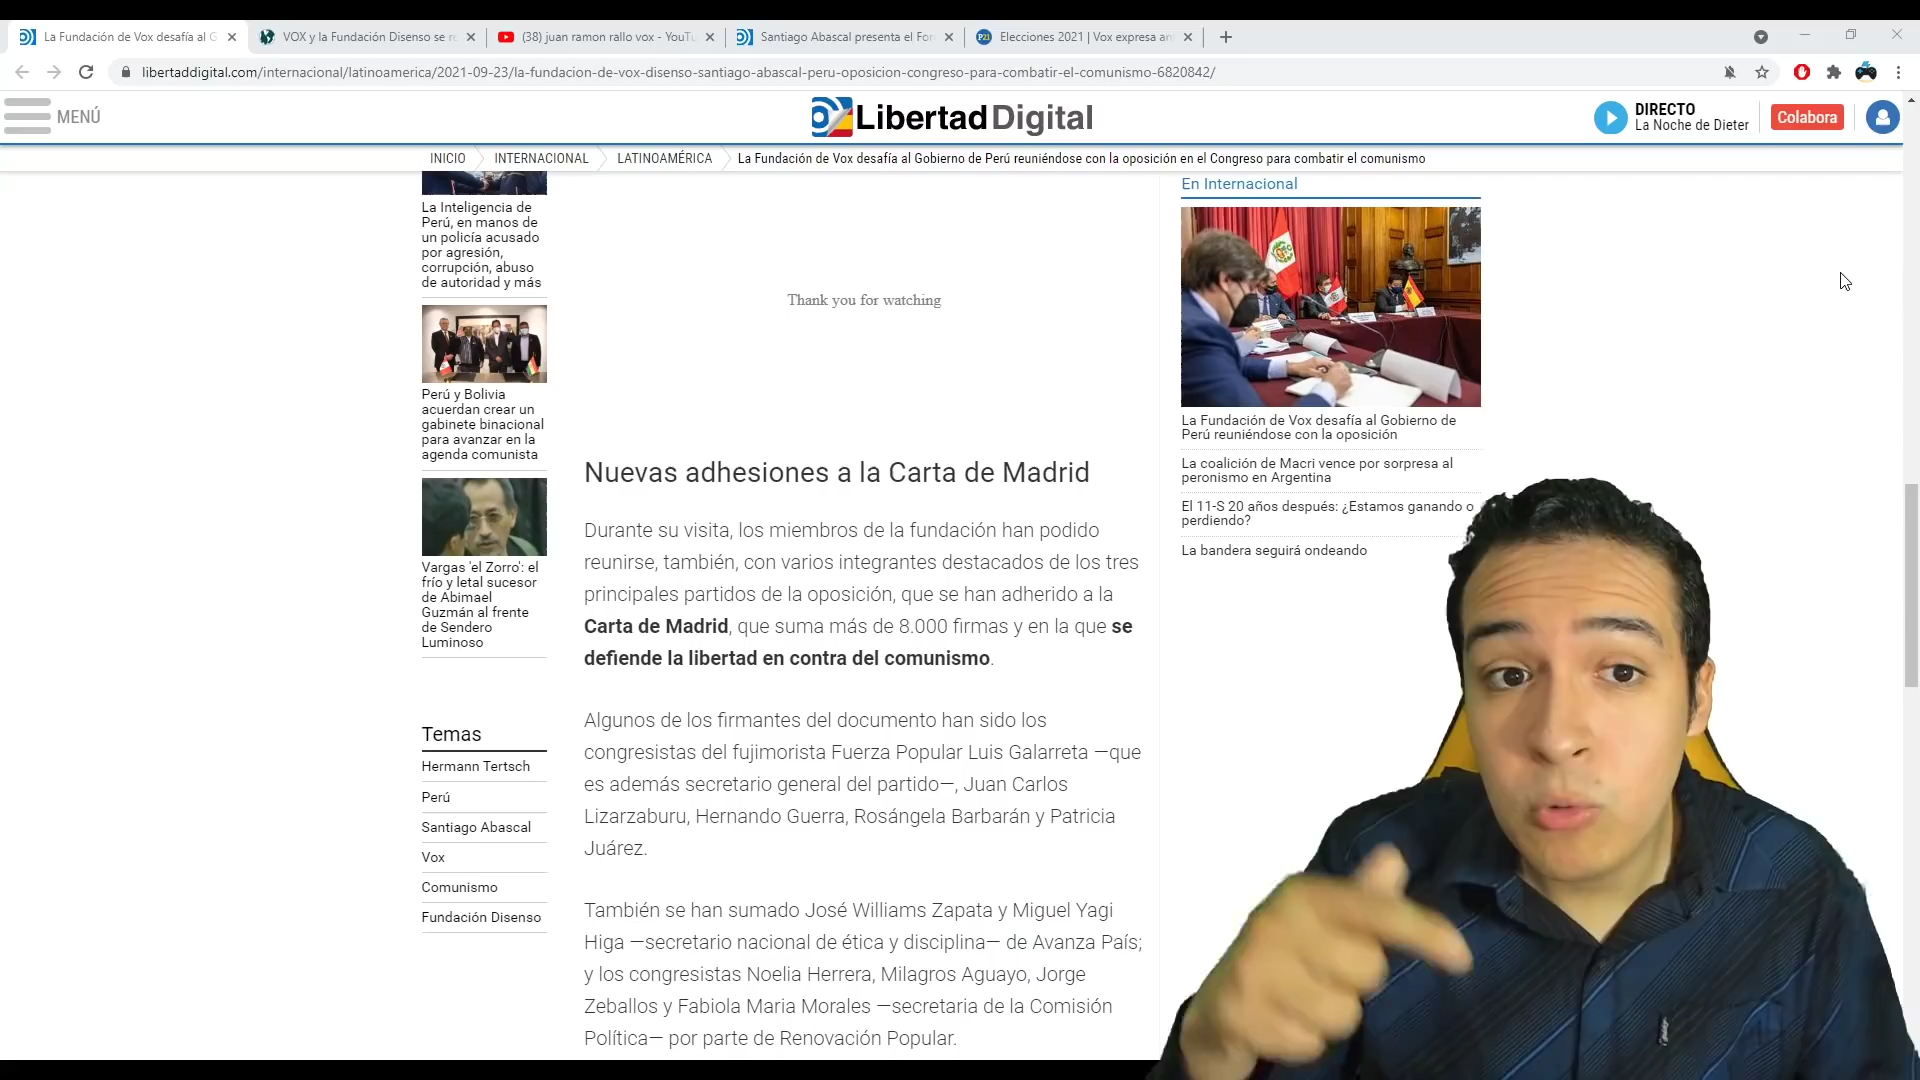 La Fundación de Vox desafía al G
VOX y la Fundación Disenso se re
(38) juan ramon rallo vox - YouTu
Santiago Abascal presenta el For
Elecciones 2021 | Vox expresa an
libertaddigital.com/internacional/latinoamerica/2021-09-23/la-fundacion-de-vox-disenso-santiago-abascal-peru-oposicion-congreso-para-combatir-el-comunismo-6820842/
MENÚ
Libertad Digital
DIRECTO
La Noche de Dieter
Colabora
INICIO
INTERNACIONAL
LATINOAMÉRICA
La Fundación de Vox desafía al Gobierno de Perú reuniéndose con la oposición en el Congreso para combatir el comunismo
La Inteligencia de
Perú, en manos de
un policía acusado
por agresión,
corrupción, abuso
de autoridad y más
Perú y Bolivia
acuerdan crear un
gabinete binacional
para avanzar en la
agenda comunista
Vargas 'el Zorro': el
frío y letal sucesor
de Abimael
Guzmán al frente
de Sendero
Luminoso
Temas
Hermann Tertsch
Perú
Santiago Abascal
Vox
Comunismo
Fundación Disenso
Thank you for watching
Nuevas adhesiones a la Carta de Madrid
Durante su visita, los miembros de la fundación han podido
reunirse, también, con varios integrantes destacados de los tres
principales partidos de la oposición, que se han adherido a la
Carta de Madrid, que suma más de 8.000 firmas y en la que se
defiende la libertad en contra del comunismo.
Algunos de los firmantes del documento han sido los
congresistas del fujimorista Fuerza Popular Luis Galarreta —que
es además secretario general del partido—, Juan Carlos
Lizarzaburu, Hernando Guerra, Rosángela Barbarán y Patricia
Juárez.
También se han sumado José Williams Zapata y Miguel Yagi
Higa —secretario nacional de ética y disciplina— de Avanza País;
y los congresistas Noelia Herrera, Milagros Aguayo, Jorge
Zeballos y Fabiola Maria Morales —secretaria de la Comisión
Política— por parte de Renovación Popular.
En Internacional
La Fundación de Vox desafía al Gobierno de
Perú reuniéndose con la oposición
La coalición de Macri vence por sorpresa al
peronismo en Argentina
El 11-S 20 años después: ¿Estamos ganando o
perdiendo?
La bandera seguirá ondeando